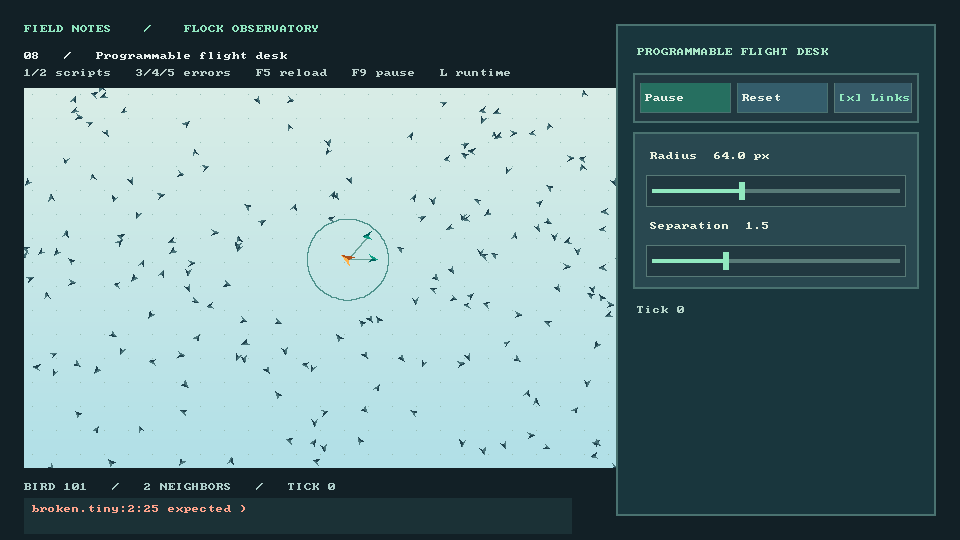 FIELD NOTES / FLOCK OBSERVATORY
08 / Programmable flight desk
1/2 scripts 3/4/5 errors F5 reload F9 pause L runtime
PROGRAMMABLE FLIGHT DESK
Pause Reset [x] Links
Radius 64.0 px
Separation 1.5
Tick 0
BIRD 101 / 2 NEIGHBORS / TICK 0
broken.tiny:2:25 expected )